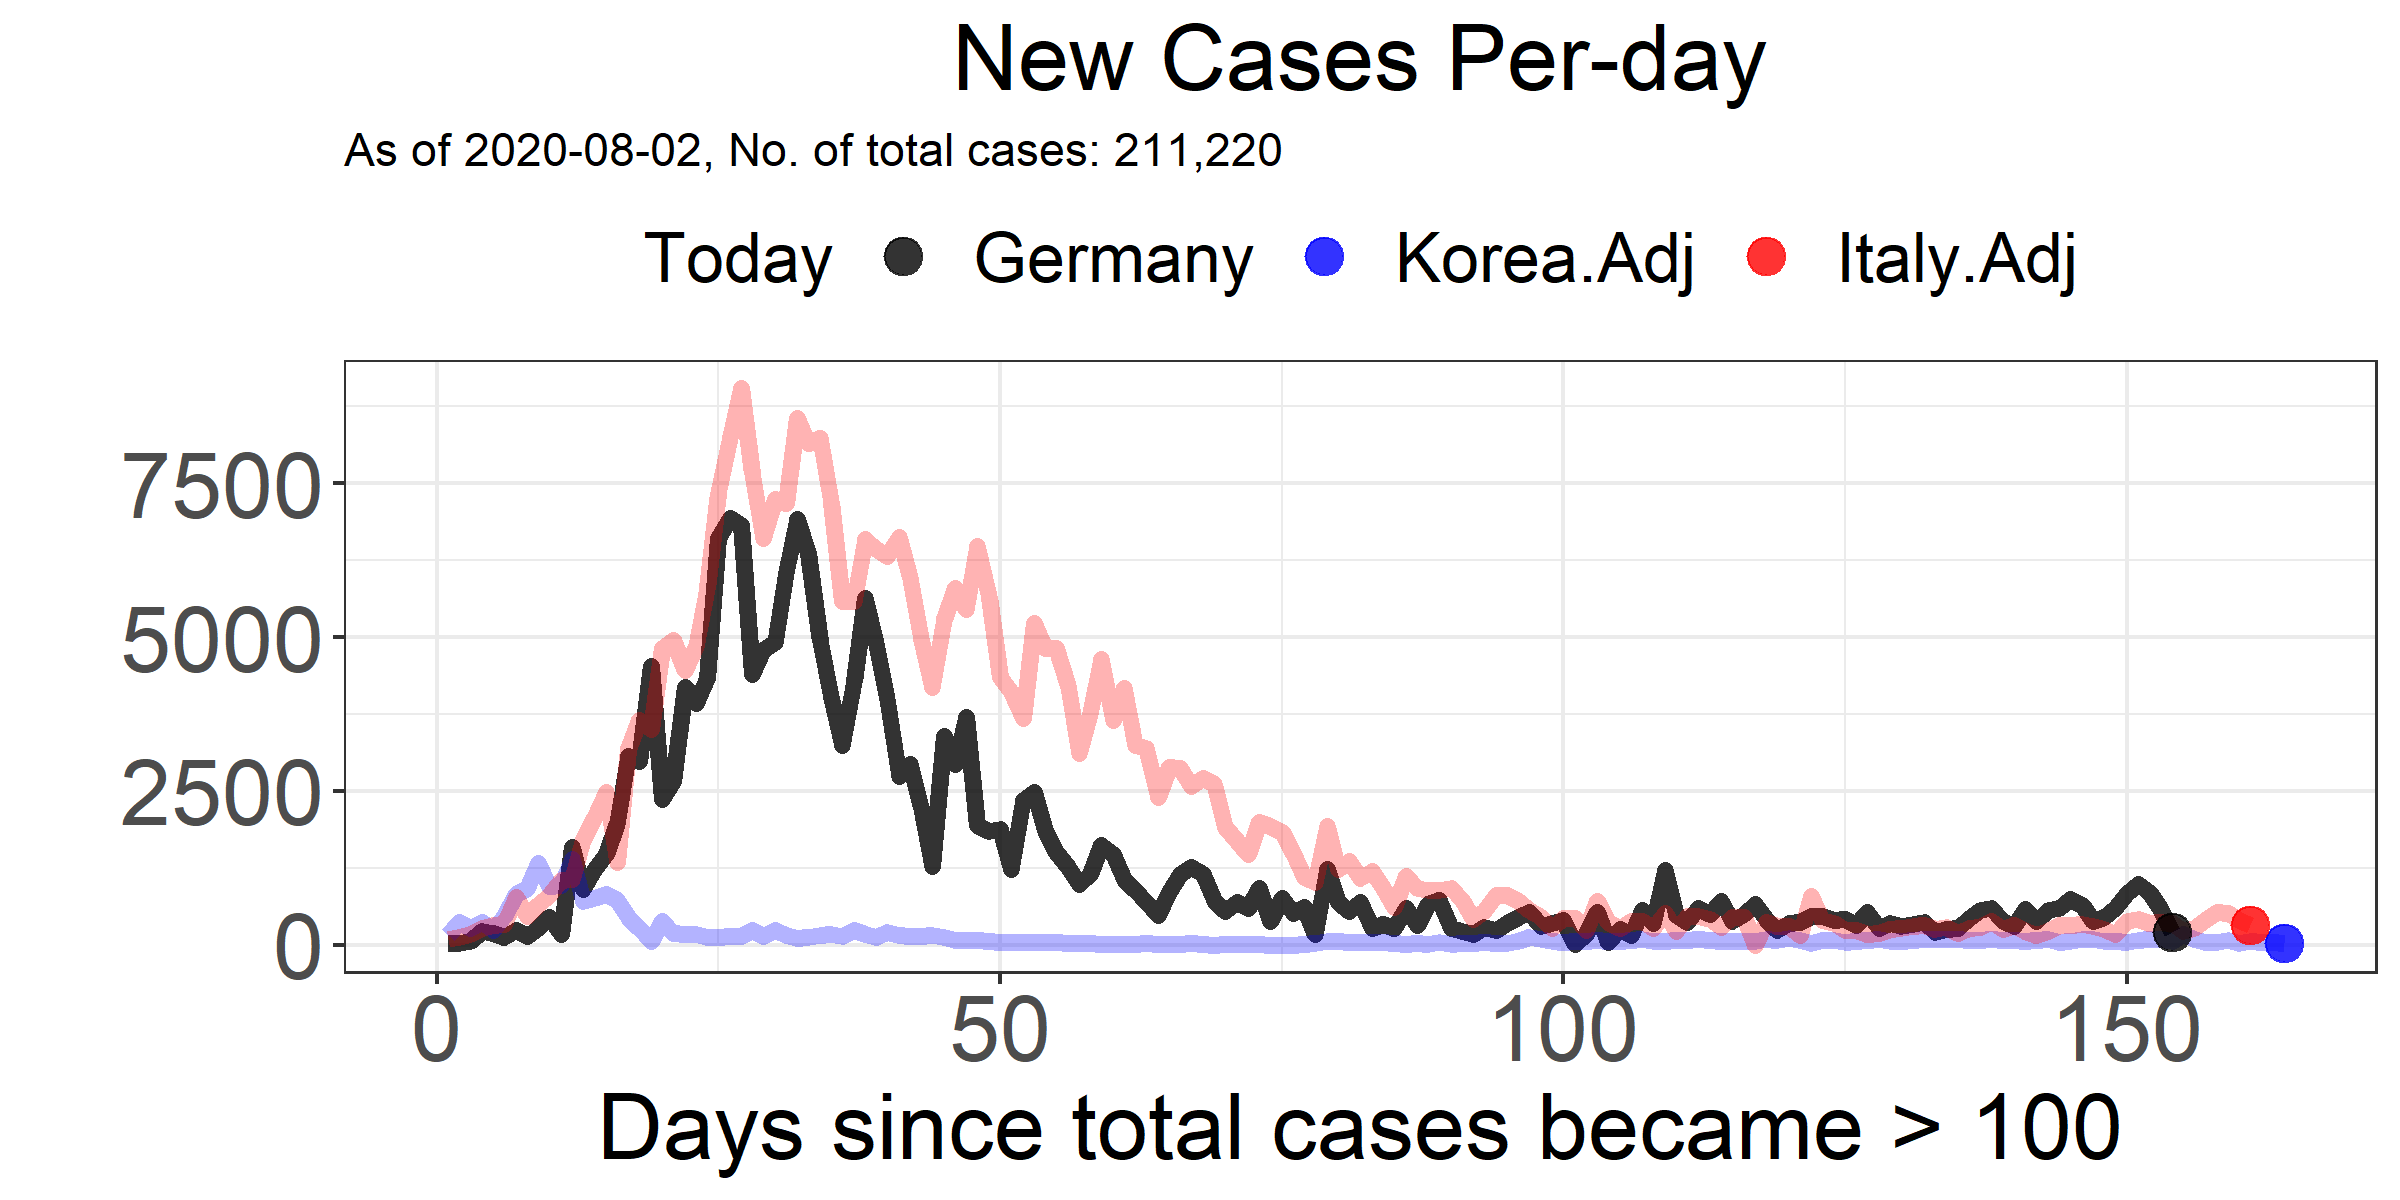 New Cases Per-day
As of 2020-08-02, No. of total cases: 211,220
Today Germany Korea.Adj Italy.Adj
7500
5000
2500
0
0 50 100 150
Days since total cases became > 100